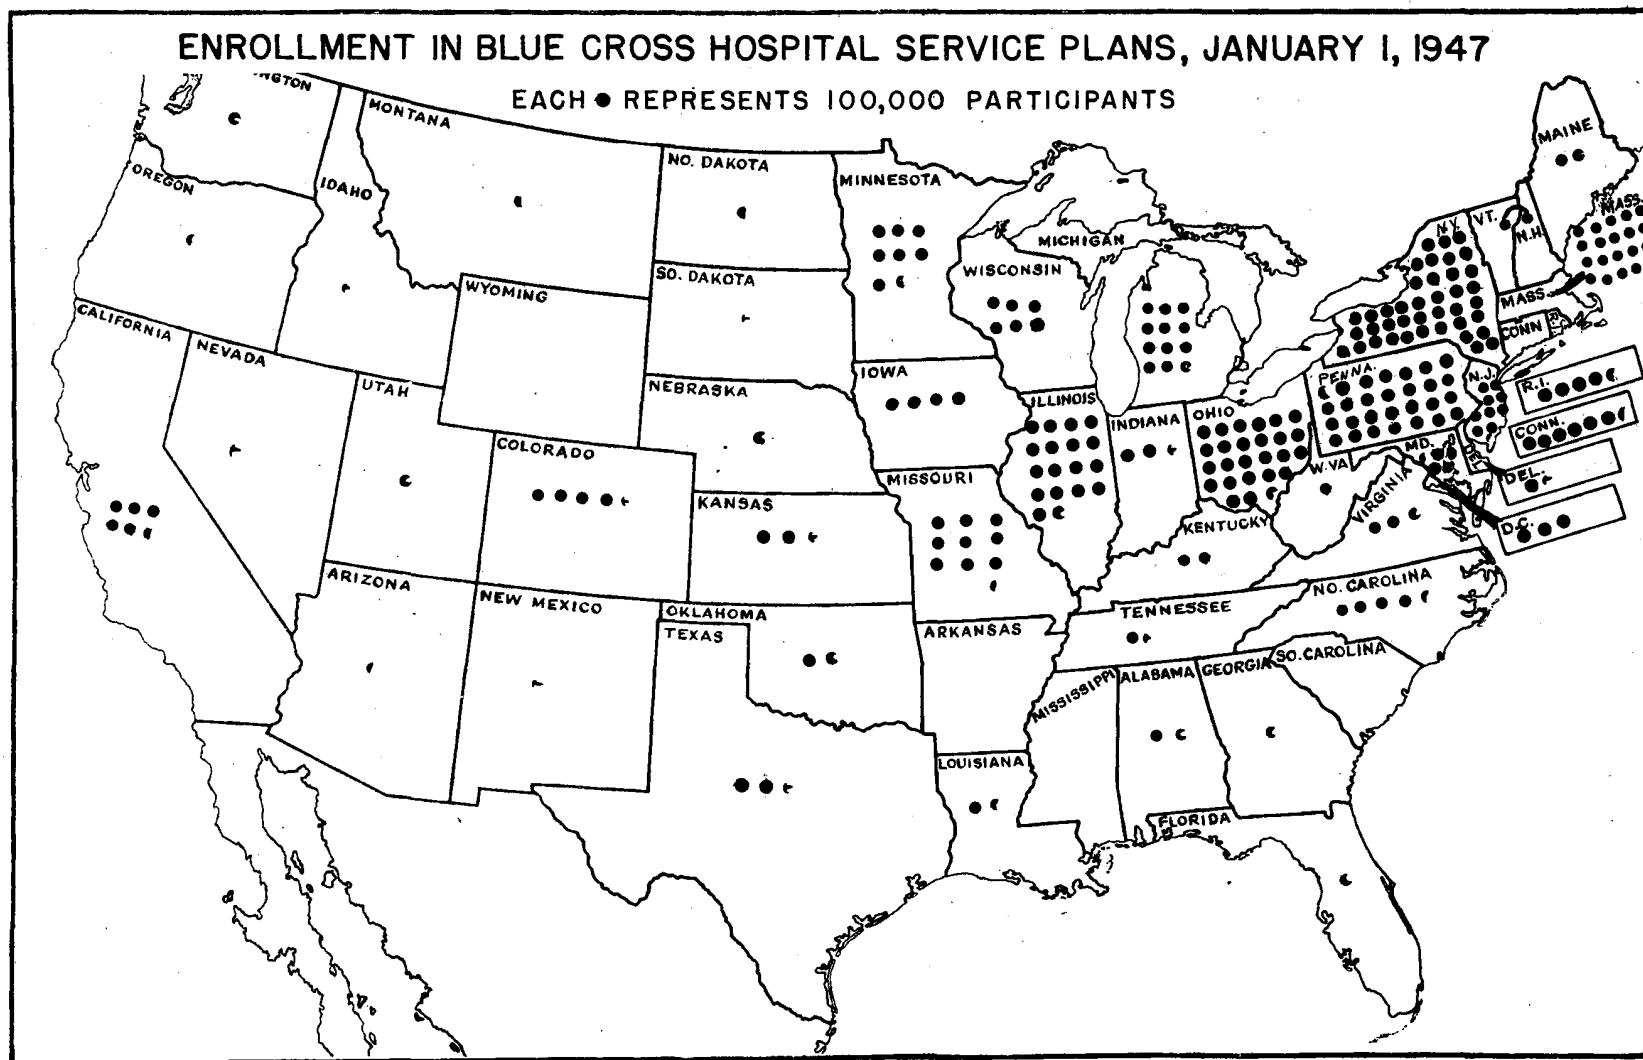 ENROLLMENT IN BLUE CROSS HOSPITAL SERVICE PLANS, JANUARY 1, 1947
EACH ● REPRESENTS 100,000 PARTICIPANTS
NGTON
MONTANA
NO. DAKOTA
MINNESOTA
MAINE
OREGON
IDAHO
MICHIGAN
N.Y.
VT.
N.H.
MASS.
WISCONSIN
SO. DAKOTA
WYOMING
MASS.
CALIFORNIA
NEVADA
CONN
R.I.
UTAH
NEBRASKA
IOWA
ILLINOIS
INDIANA
OHIO
PENNA.
N.J.
R.I.
CONN.
COLORADO
KANSAS
MISSOURI
W.VA
MD.
DEL.
DEL.
VIRGINIA
KENTUCKY
D.C.
ARIZONA
NEW MEXICO
OKLAHOMA
TEXAS
ARKANSAS
TENNESSEE
NO. CAROLINA
MISSISSIPPI
ALABAMA
GEORGIA
SO. CAROLINA
LOUISIANA
FLORIDA